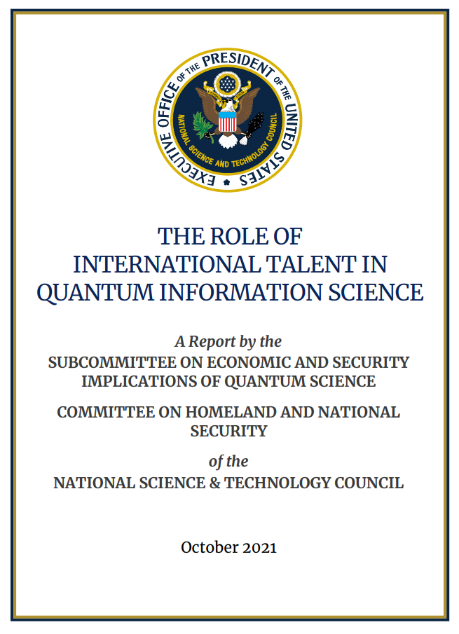 EXECUTIVE OFFICE OF THE PRESIDENT OF THE UNITED STATES
NATIONAL SCIENCE AND TECHNOLOGY COUNCIL
THE ROLE OF
INTERNATIONAL TALENT IN
QUANTUM INFORMATION SCIENCE
A Report by the
SUBCOMMITTEE ON ECONOMIC AND SECURITY
IMPLICATIONS OF QUANTUM SCIENCE
COMMITTEE ON HOMELAND AND NATIONAL
SECURITY
of the
NATIONAL SCIENCE & TECHNOLOGY COUNCIL
October 2021